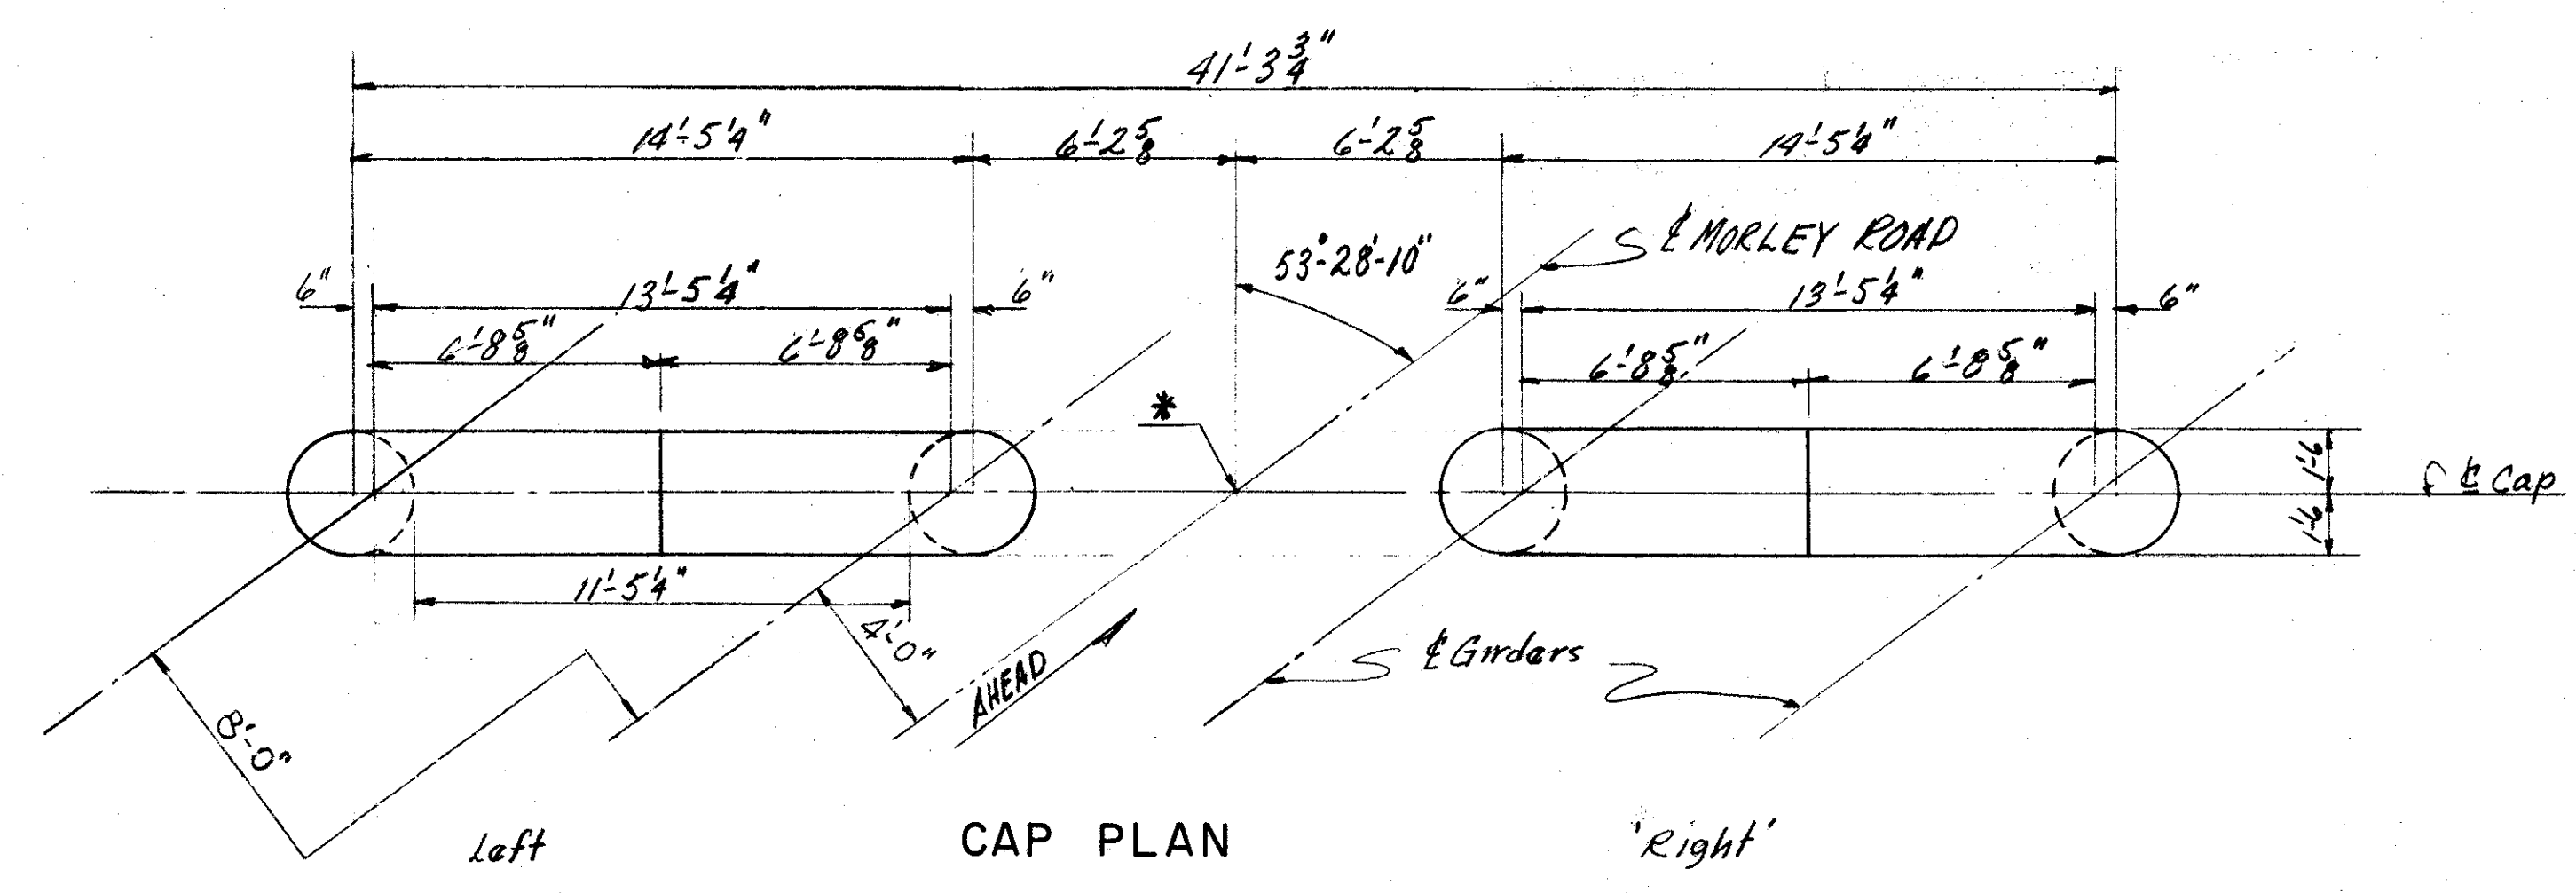 41'-3 3/4"
14'-5 1/4" 6'-2 5/8 6'-2 5/8 14'-5 1/4"
53°-28'-10" ℄ MORLEY ROAD
6" 13'-5 1/4" 6" 6" 13'-5 1/4" 6"
6'-8 5/8" 6'-8 5/8" 6'-8 5/8" 6'-8 5/8"
*
1'-6 ℄ Cap
1'-6
11'-5 1/4"
4'-0"
AHEAD
℄ Girders
8'-0"
Left CAP PLAN 'Right'